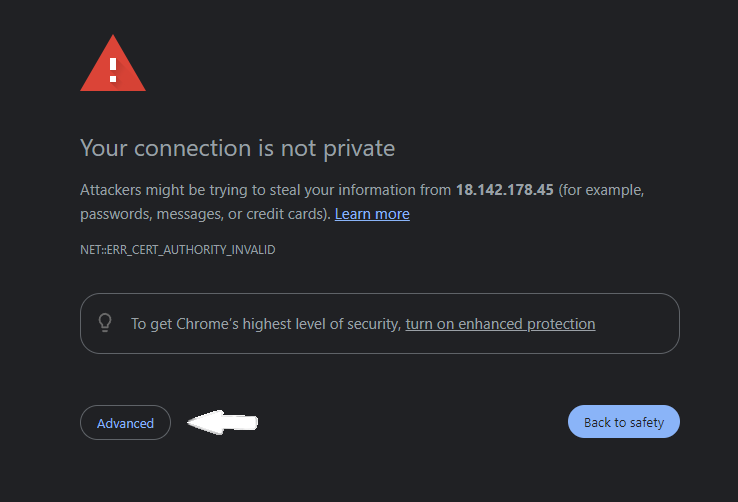 Your connection is not private
Attackers might be trying to steal your information from 18.142.178.45 (for example,
passwords, messages, or credit cards). Learn more
NET::ERR_CERT_AUTHORITY_INVALID
To get Chrome's highest level of security, turn on enhanced protection
Advanced
Back to safety